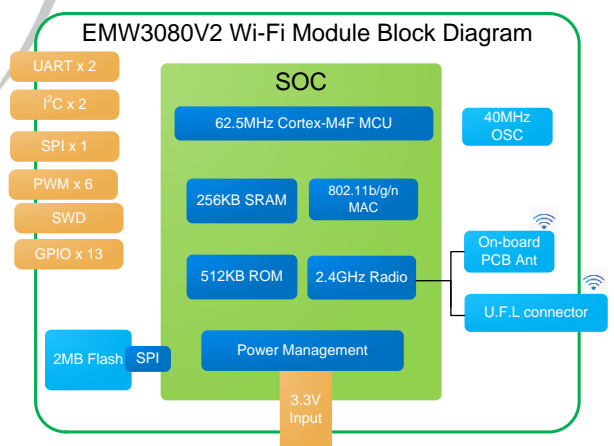 EMW3080V2 Wi-Fi Module Block Diagram
UART x 2
I²C x 2
SPI x 1
PWM x 6
SWD
GPIO x 13
SOC
62.5MHz Cortex-M4F MCU
256KB SRAM
802.11b/g/n
MAC
512KB ROM
2.4GHz Radio
Power Management
3.3V
Input
2MB Flash
SPI
40MHz
OSC
On-board
PCB Ant
U.F.L connector